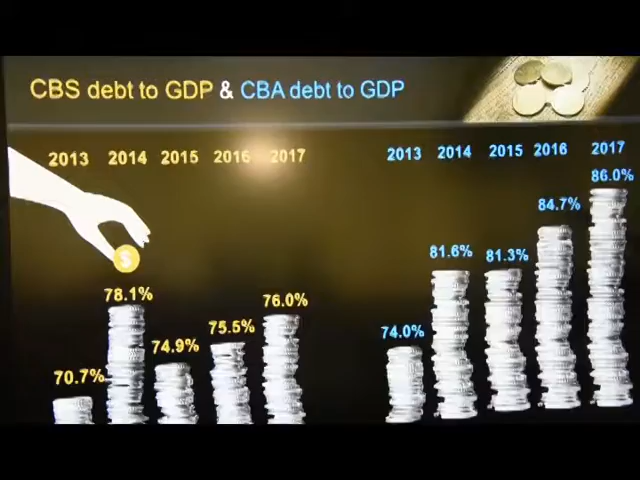 CBS debt to GDP & CBA debt to GDP
2013 2014 2015 2016 2017
70.7% 78.1% 74.9% 75.5% 76.0%
2013 2014 2015 2016 2017
74.0% 81.6% 81.3% 84.7% 86.0%
$